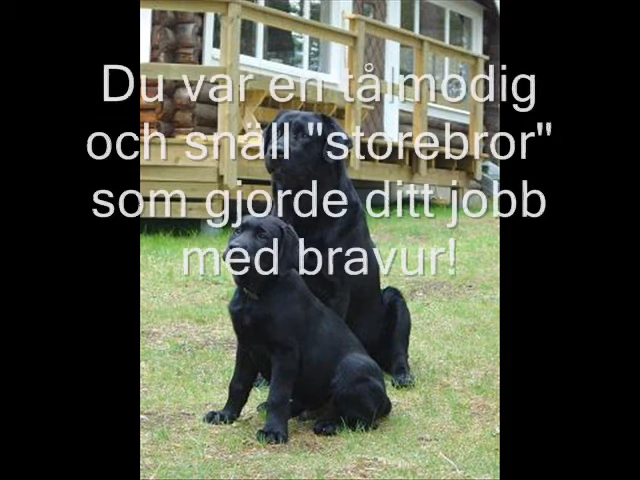 Du var en tålmodig
och snäll "storebror"
som gjorde ditt jobb
med bravur!